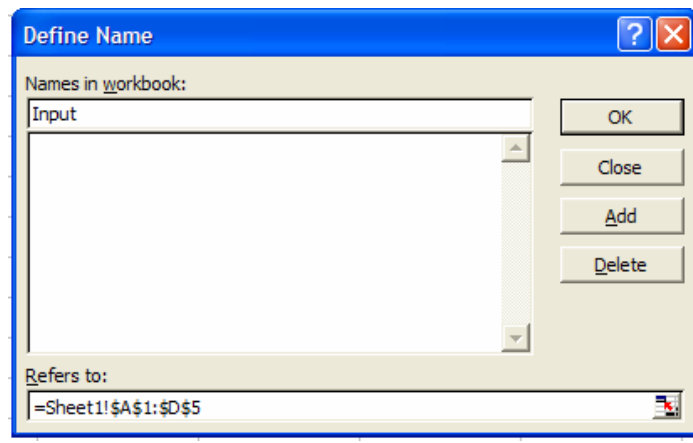 Define Name
?
Names in workbook:
Input
OK
Close
Add
Delete
Refers to:
=Sheet1!$A$1:$D$5